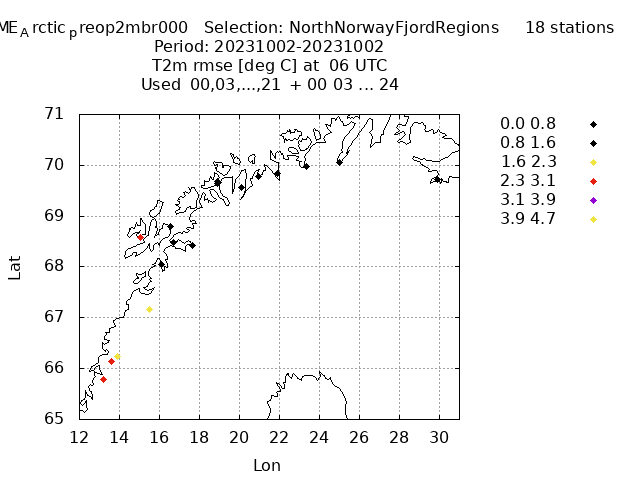 ME_Arctic_preop2mbr000 Selection: NorthNorwayFjordRegions 18 stations
Period: 20231002-20231002
T2m rmse [deg C] at 06 UTC
Used 00,03,...,21 + 00 03 ... 24
71
70
69
68
67
66
65
Lat
12 14 16 18 20 22 24 26 28 30
Lon
0.0 0.8
0.8 1.6
1.6 2.3
2.3 3.1
3.1 3.9
3.9 4.7